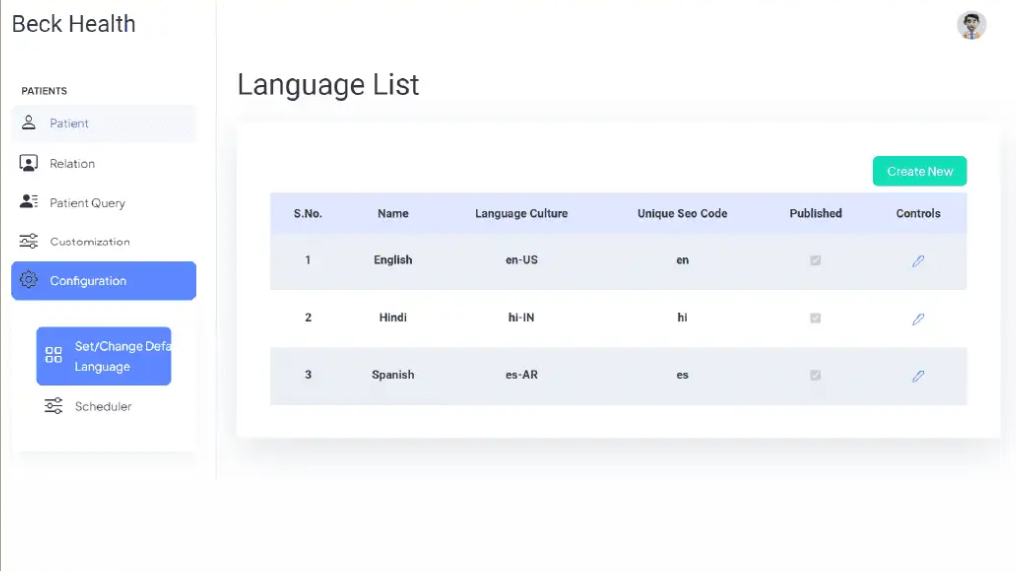 Beck Health
PATIENTS
Patient
Relation
Patient Query
Customization
Configuration
Set/Change Defa
Language
Scheduler
Language List
Create New
S.No. Name Language Culture Unique Seo Code Published Controls
1 English en-US en
2 Hindi hi-IN hi
3 Spanish es-AR es